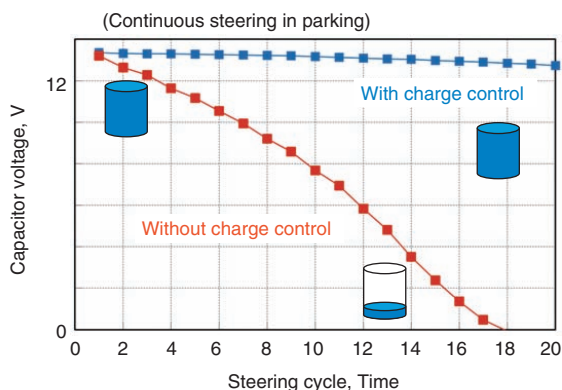 (Continuous steering in parking)
12
With charge control
Capacitor voltage, V
Without charge control
0
0 2 4 6 8 10 12 14 16 18 20
Steering cycle, Time